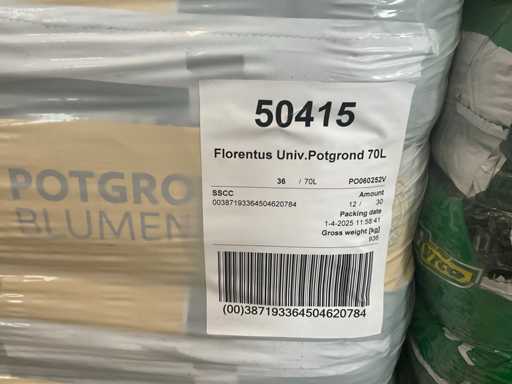 50415
Florentus Univ.Potgrond 70L
36 / 70L PO060252V
SSCC Amount
00387193364504620784 12 / 30
Packing date
1-4-2025 11:58:41
Gross weight [kg]
936
(00)387193364504620784
POTGRO
BLUMEN